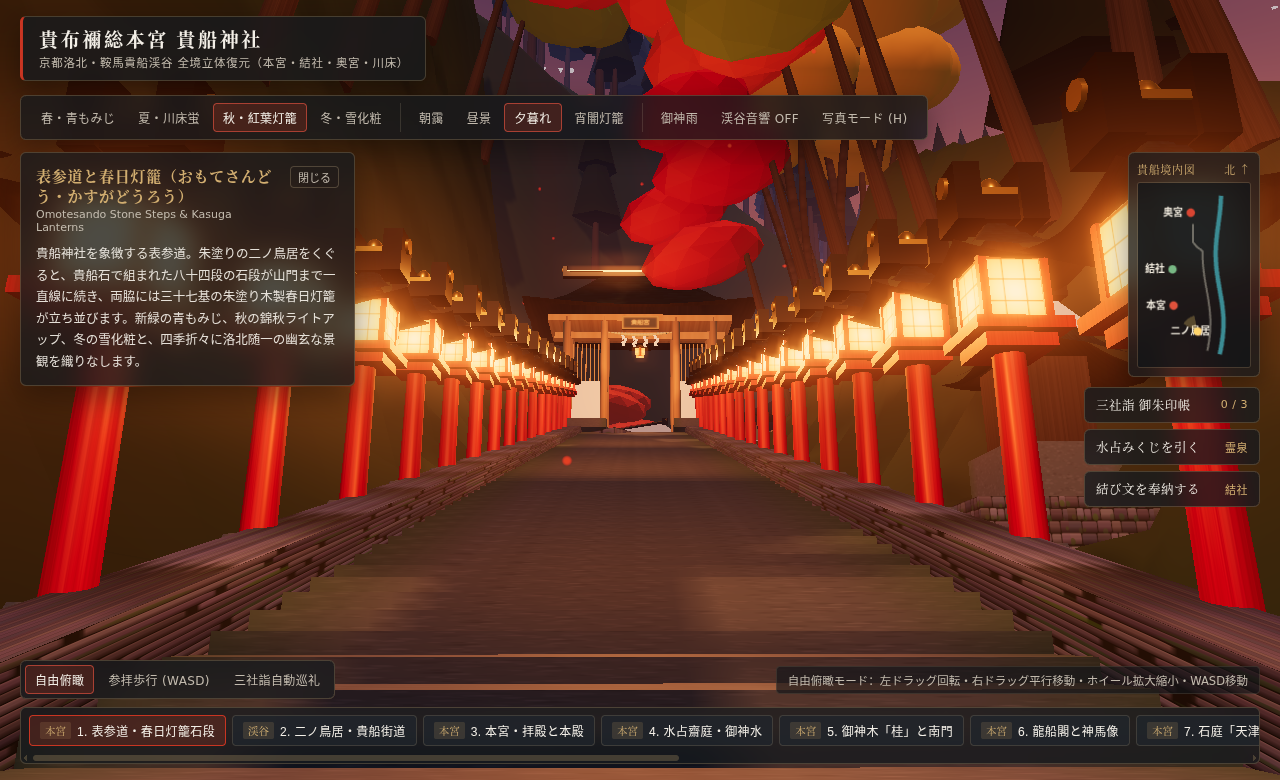 貴布禰総本宮 貴船神社
京都洛北・鞍馬貴船渓谷 全境立体復元（本宮・結社・奥宮・川床）
春・青もみじ 夏・川床蛍 秋・紅葉灯籠 冬・雪化粧 朝露 昼景 夕暮れ 宵闇灯籠 御神雨 渓谷音響 OFF 写真モード (H)
表参道と春日灯籠（おもてさんど
う・かすがどうろう）
閉じる
Omotesando Stone Steps & Kasuga
Lanterns
貴船神社を象徴する表参道。朱塗りの二ノ鳥居をくぐ
ると、貴船石で組まれた八十四段の石段が山門まで一
直線に続き、両脇には三十七基の朱塗り木製春日灯籠
が立ち並びます。新緑の青もみじ、秋の錦秋ライトア
ップ、冬の雪化粧と、四季折々に洛北随一の幽玄な景
観を織りなします。
貴船境内図 北 ↑
奥宮
結社
本宮
二ノ鳥居
三社詣 御朱印帳 0 / 3
水占みくじを引く 霊泉
結び文を奉納する 結社
自由俯瞰 参拝歩行 (WASD) 三社詣自動巡礼
自由俯瞰モード: 左ドラッグ回転・右ドラッグ平行移動・ホイール拡大縮小・WASD移動
本宮 1. 表参道・春日灯籠石段 渓谷 2. 二ノ鳥居・貴船街道 本宮 3. 本宮・拝殿と本殿 本宮 4. 水占齋庭・御神水 本宮 5. 御神木「桂」と南門 本宮 6. 龍船閣と神馬像 本宮 7. 石庭「天津